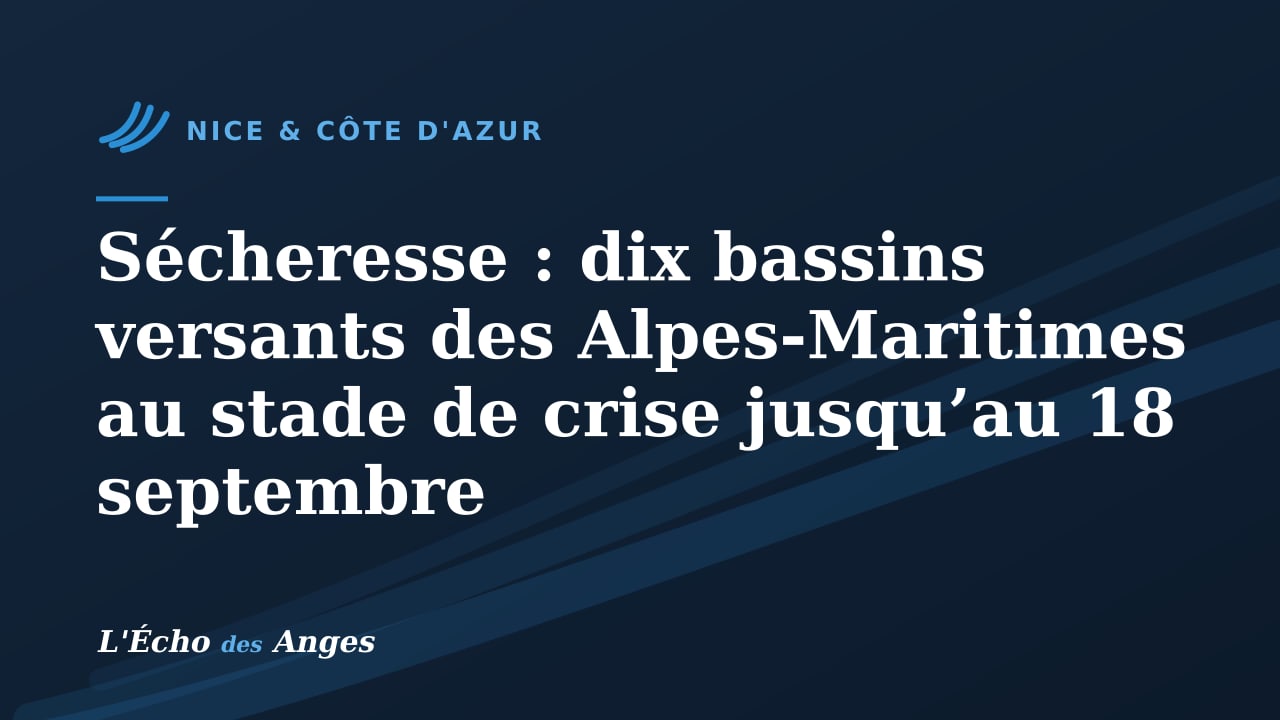 NICE & CÔTE D'AZUR
Sécheresse : dix bassins
versants des Alpes-Maritimes
au stade de crise jusqu’au 18
septembre
L'Écho des Anges